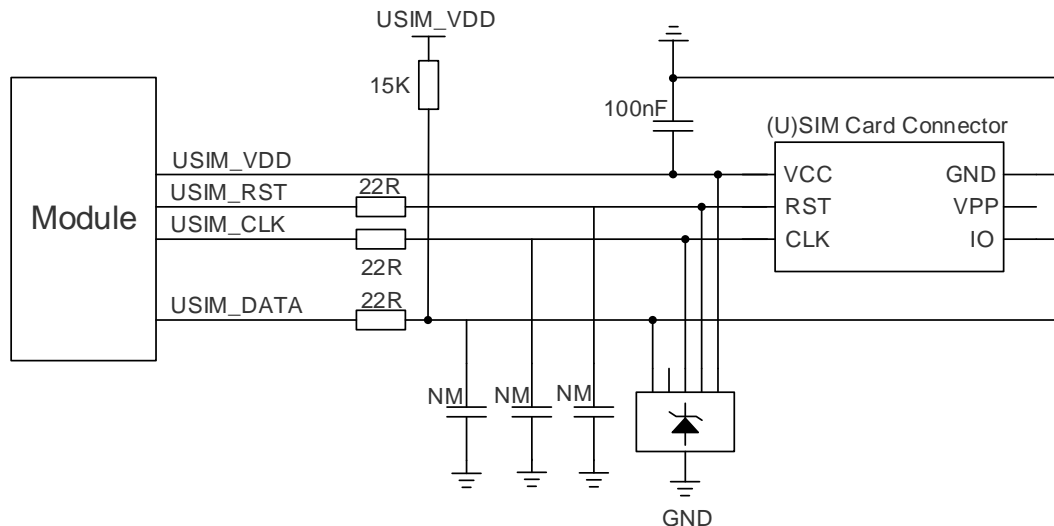 USIM_VDD
15K
100nF
(U)SIM Card Connector
USIM_VDD
VCC
GND
USIM_RST
22R
RST
VPP
Module
USIM_CLK
CLK
IO
22R
USIM_DATA
22R
NM
NM
NM
GND